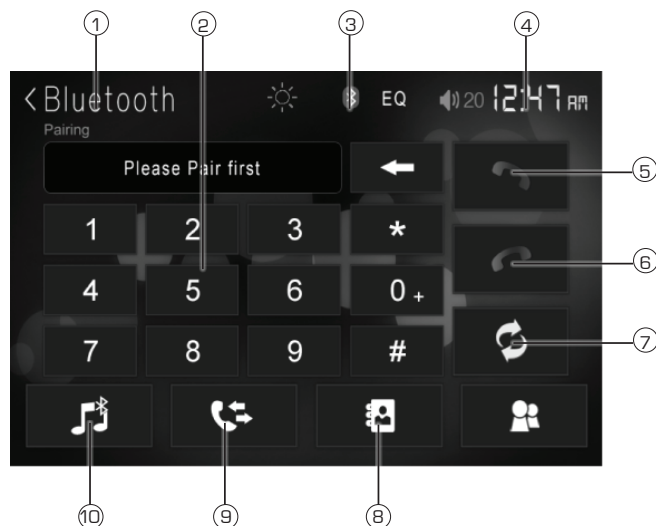 ① ② ③ ④
<Bluetooth EQ 20 12:47 AM
Pairing
Please Pair first
⑤
1 2 3 *
⑥
4 5 6 0 +
7 8 9 #
⑦
⑩ ⑨ ⑧